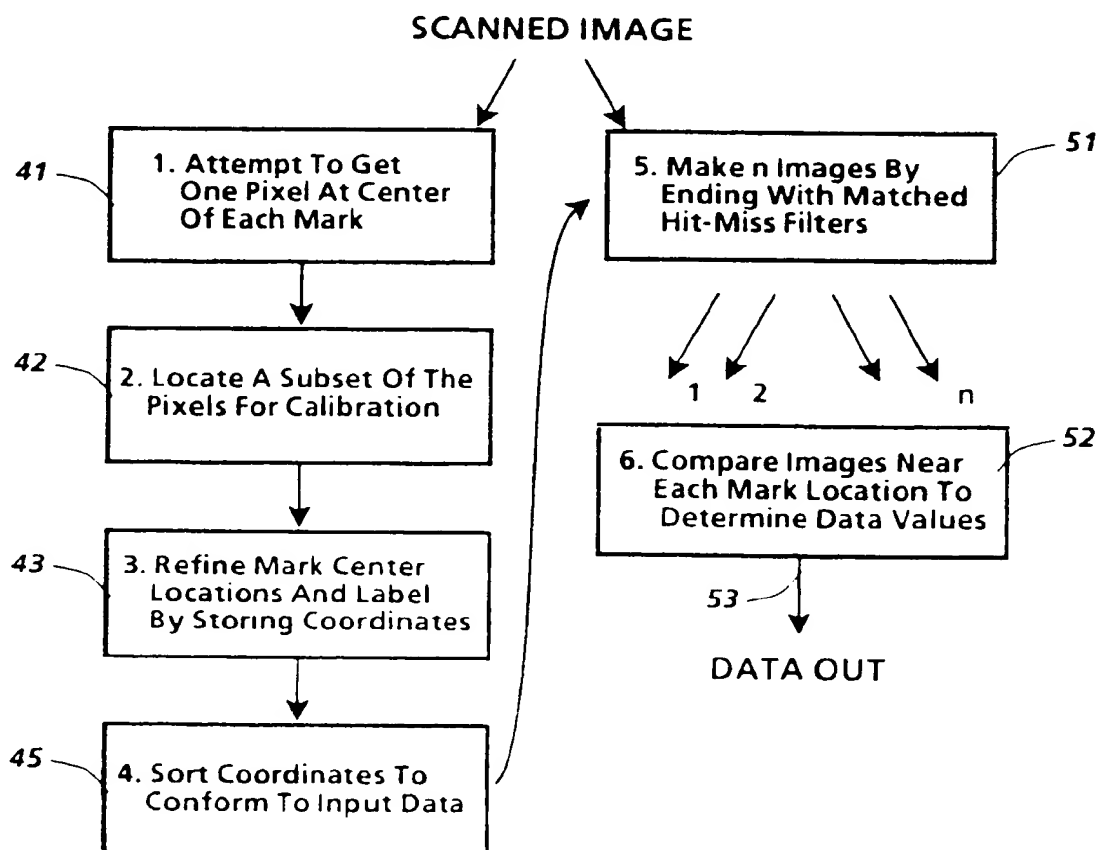 SCANNED IMAGE
41
1. Attempt To Get
One Pixel At Center
Of Each Mark
42
2. Locate A Subset Of The
Pixels For Calibration
43
3. Refine Mark Center
Locations And Label
By Storing Coordinates
45
4. Sort Coordinates To
Conform To Input Data
51
5. Make n Images By
Ending With Matched
Hit-Miss Filters
1 2 n
52
6. Compare Images Near
Each Mark Location To
Determine Data Values
53
DATA OUT